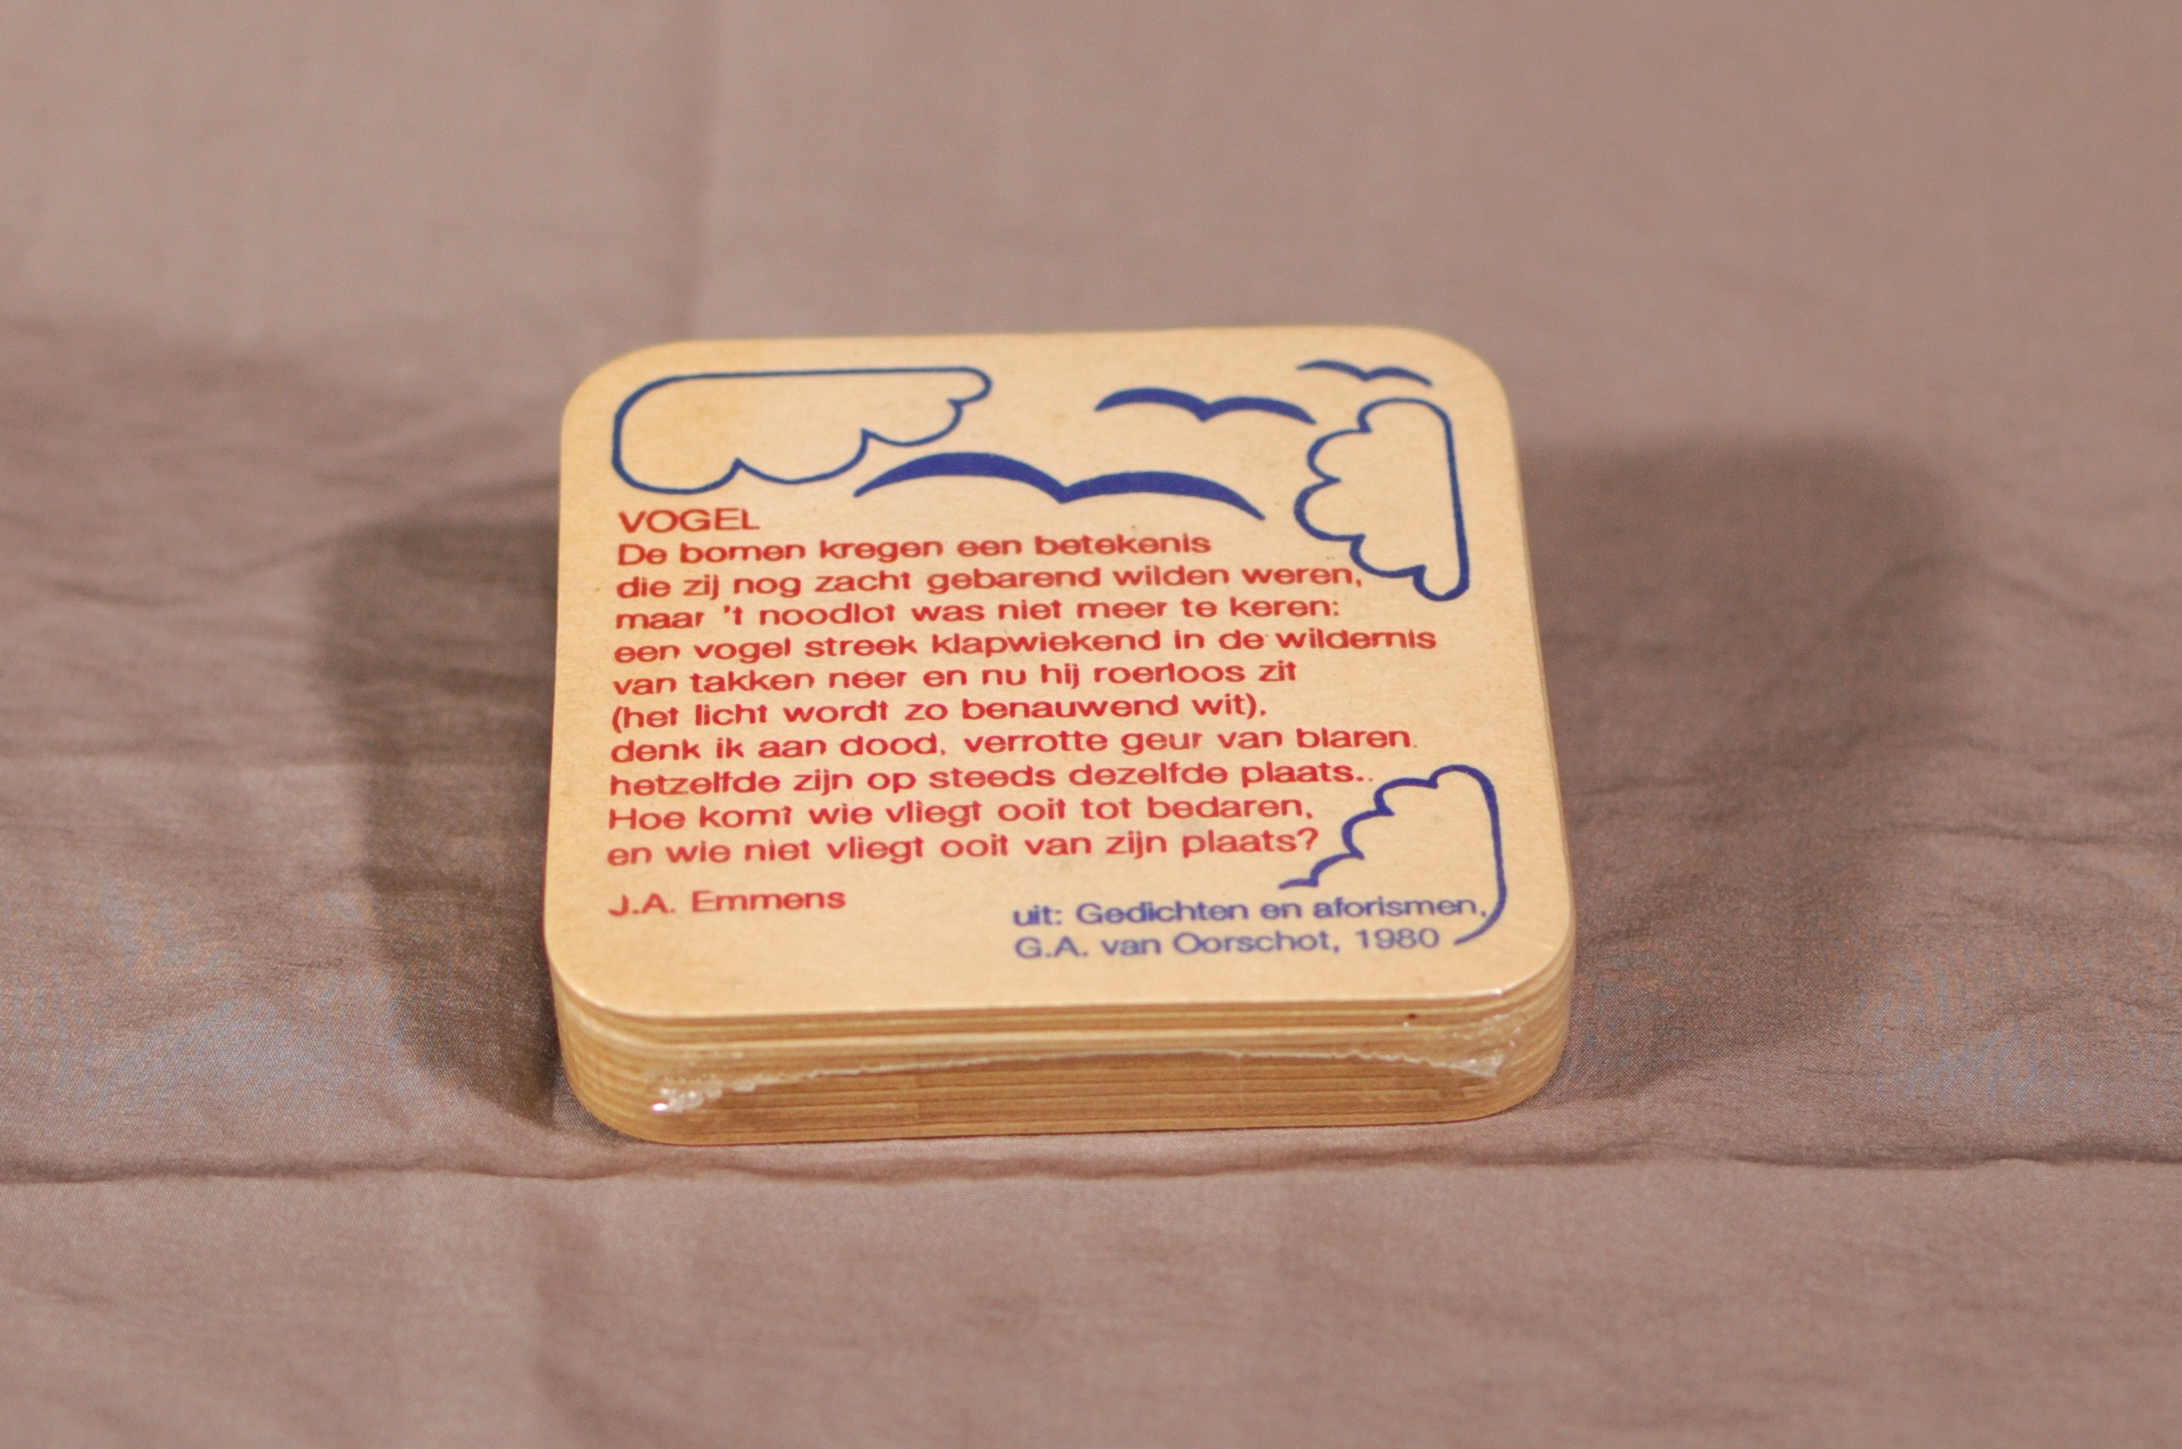 VOGEL
De bomen kregen een betekenis
die zij nog zacht gebarend wilden weren,
maar 't noodlot was niet meer te keren:
een vogel streek klapwiekend in de wildernis
van takken neer en nu hij roerloos zit
(het licht wordt zo benauwend wit),
denk ik aan dood, verrotte geur van blaren.
hetzelfde zijn op steeds dezelfde plaats..
Hoe komt wie vliegt ooit tot bedaren,
en wie niet vliegt ooit van zijn plaats?
J.A. Emmens
uit: Gedichten en aforismen,
G.A. van Oorschot, 1980